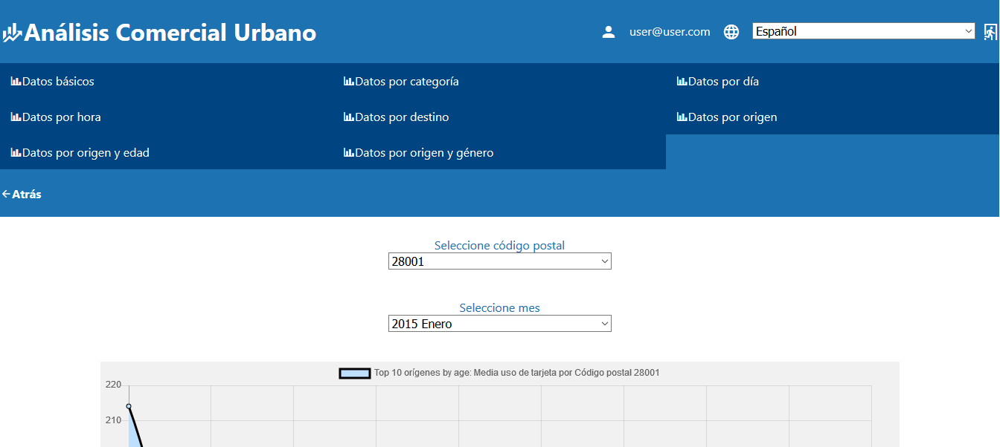 Análisis Comercial Urbano
user@user.com
Español
Datos básicos
Datos por categoría
Datos por día
Datos por hora
Datos por destino
Datos por origen
Datos por origen y edad
Datos por origen y género
Atrás
Seleccione código postal
28001
Seleccione mes
2015 Enero
Top 10 orígenes by age: Media uso de tarjeta por Código postal 28001
220
210